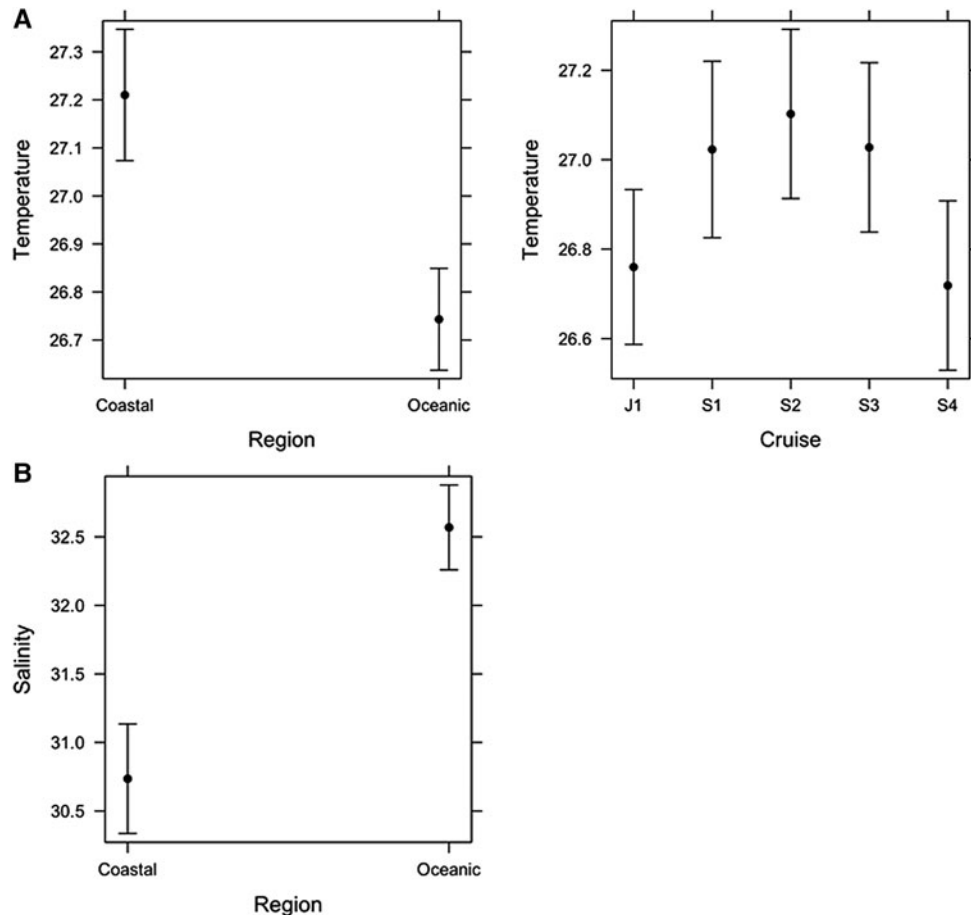 A
27.3
27.2
27.1
27.0
26.9
26.8
26.7
Temperature
Coastal Oceanic
Region
27.2
27.0
26.8
26.6
Temperature
J1 S1 S2 S3 S4
Cruise
B
32.5
32.0
31.5
31.0
30.5
Salinity
Coastal Oceanic
Region